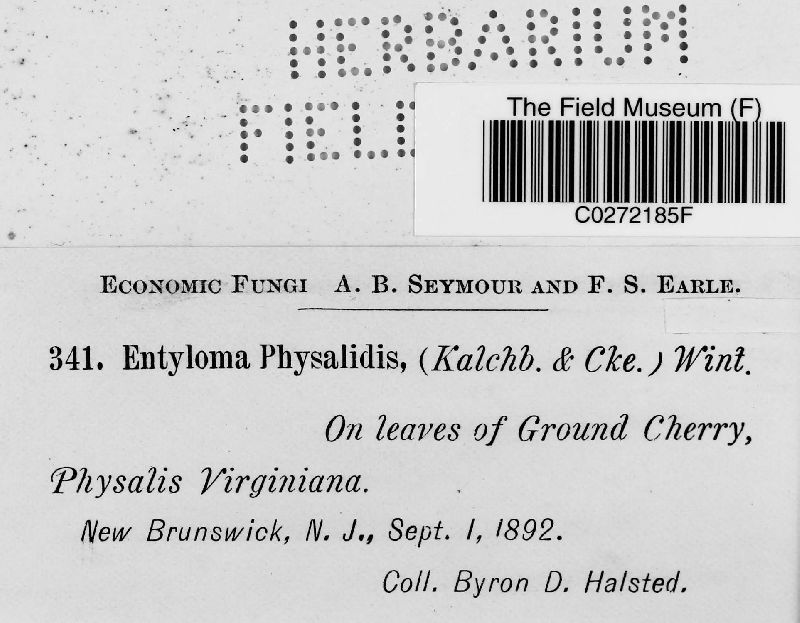 HERBARIUM
FIEL
The Field Museum (F)
C0272185F
Economic Fungi A. B. Seymour and F. S. Earle.
341. Entyloma Physalidis, (Kalchb. & Cke.) Wint.
On leaves of Ground Cherry,
Physalis Virginiana.
New Brunswick, N. J., Sept. 1, 1892.
Coll. Byron D. Halsted.